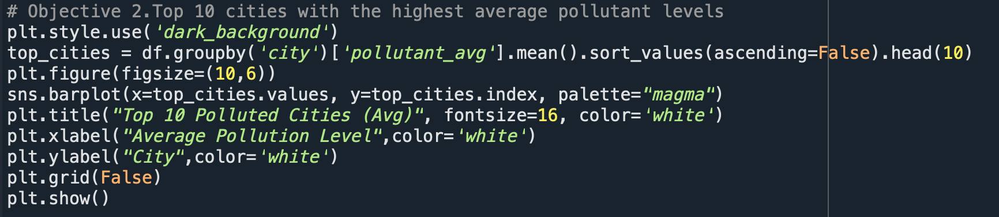 # Objective 2.Top 10 cities with the highest average pollutant levels
plt.style.use('dark_background')
top_cities = df.groupby('city')['pollutant_avg'].mean().sort_values(ascending=False).head(10)
plt.figure(figsize=(10,6))
sns.barplot(x=top_cities.values, y=top_cities.index, palette="magma")
plt.title("Top 10 Polluted Cities (Avg)", fontsize=16, color='white')
plt.xlabel("Average Pollution Level",color='white')
plt.ylabel("City",color='white')
plt.grid(False)
plt.show()